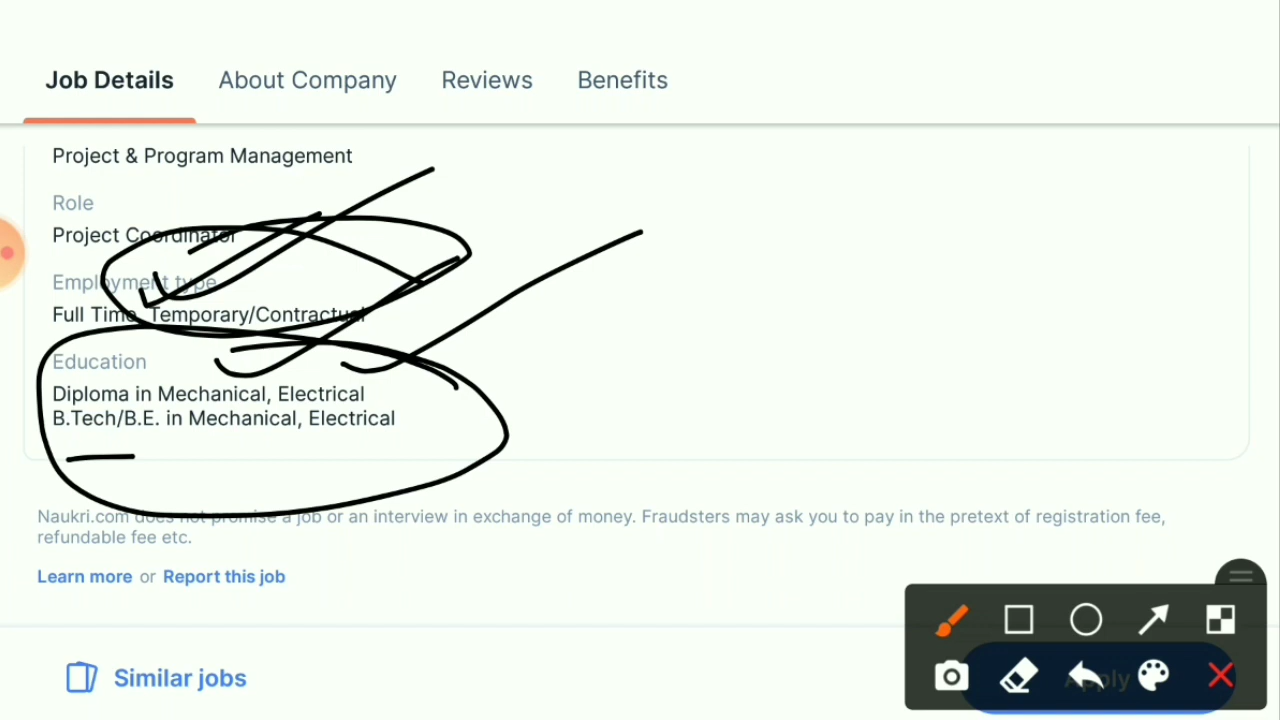 Job Details About Company Reviews Benefits
Project & Program Management
Role
Project Coordinator
Employment type
Full Time, Temporary/Contractual
Education
Diploma in Mechanical, Electrical
B.Tech/B.E. in Mechanical, Electrical
Naukri.com does not promise a job or an interview in exchange of money. Fraudsters may ask you to pay in the pretext of registration fee,
refundable fee etc.
Learn more or Report this job
Similar jobs
Apply